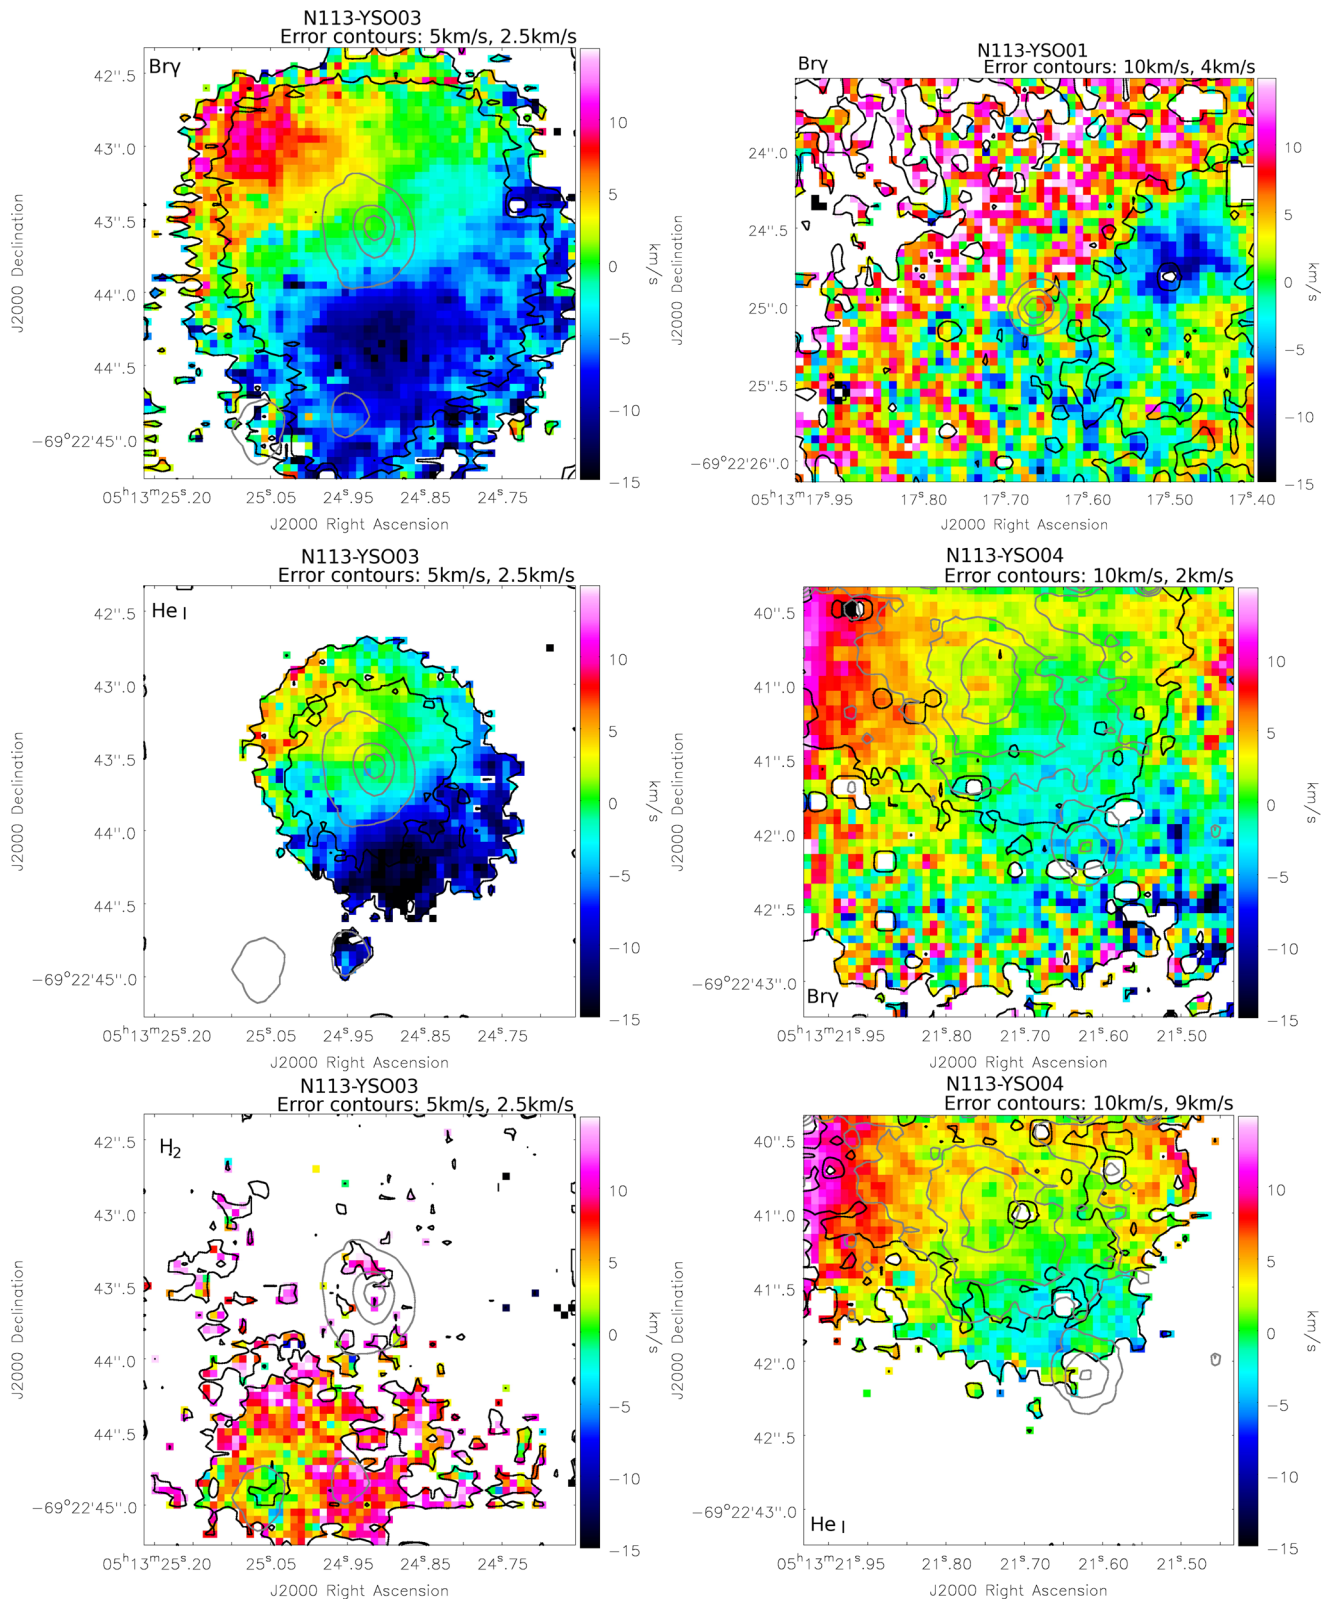 N113-YSO03
Error contours: 5km/s, 2.5km/s
Brγ
42".5
43".0
43".5
44".0
44".5
−69°22'45".0
J2000 Declination
05ʰ13ᵐ25ˢ.20
25ˢ.05
24ˢ.95
24ˢ.85
24ˢ.75
J2000 Right Ascension
10
5
0
−5
−10
−15
km/s
N113-YSO01
Error contours: 10km/s, 4km/s
Brγ
24".0
24".5
25".0
25".5
−69°22'26".0
J2000 Declination
05ʰ13ᵐ17ˢ.95
17ˢ.80
17ˢ.70
17ˢ.60
17ˢ.50
17ˢ.40
J2000 Right Ascension
10
5
0
−5
−10
−15
km/s
N113-YSO03
Error contours: 5km/s, 2.5km/s
He I
42".5
43".0
43".5
44".0
44".5
−69°22'45".0
J2000 Declination
05ʰ13ᵐ25ˢ.20
25ˢ.05
24ˢ.95
24ˢ.85
24ˢ.75
J2000 Right Ascension
10
5
0
−5
−10
−15
km/s
N113-YSO04
Error contours: 10km/s, 2km/s
40".5
41".0
41".5
42".0
42".5
−69°22'43".0
Brγ
J2000 Declination
05ʰ13ᵐ21ˢ.95
21ˢ.80
21ˢ.70
21ˢ.60
21ˢ.50
J2000 Right Ascension
10
5
0
−5
−10
−15
km/s
N113-YSO03
Error contours: 5km/s, 2.5km/s
H₂
42".5
43".0
43".5
44".0
44".5
−69°22'45".0
J2000 Declination
05ʰ13ᵐ25ˢ.20
25ˢ.05
24ˢ.95
24ˢ.85
24ˢ.75
J2000 Right Ascension
10
5
0
−5
−10
−15
km/s
N113-YSO04
Error contours: 10km/s, 9km/s
40".5
41".0
41".5
42".0
42".5
−69°22'43".0
He I
J2000 Declination
05ʰ13ᵐ21ˢ.95
21ˢ.80
21ˢ.70
21ˢ.60
21ˢ.50
J2000 Right Ascension
10
5
0
−5
−10
−15
km/s